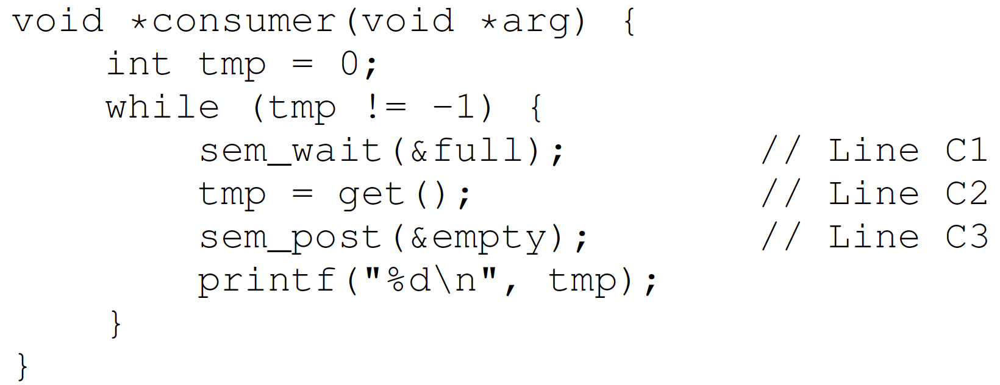 void *consumer(void *arg) {
    int tmp = 0;
    while (tmp != -1) {
        sem_wait(&full);                // Line C1
        tmp = get();                    // Line C2
        sem_post(&empty);               // Line C3
        printf("%d\n", tmp);
    }
}